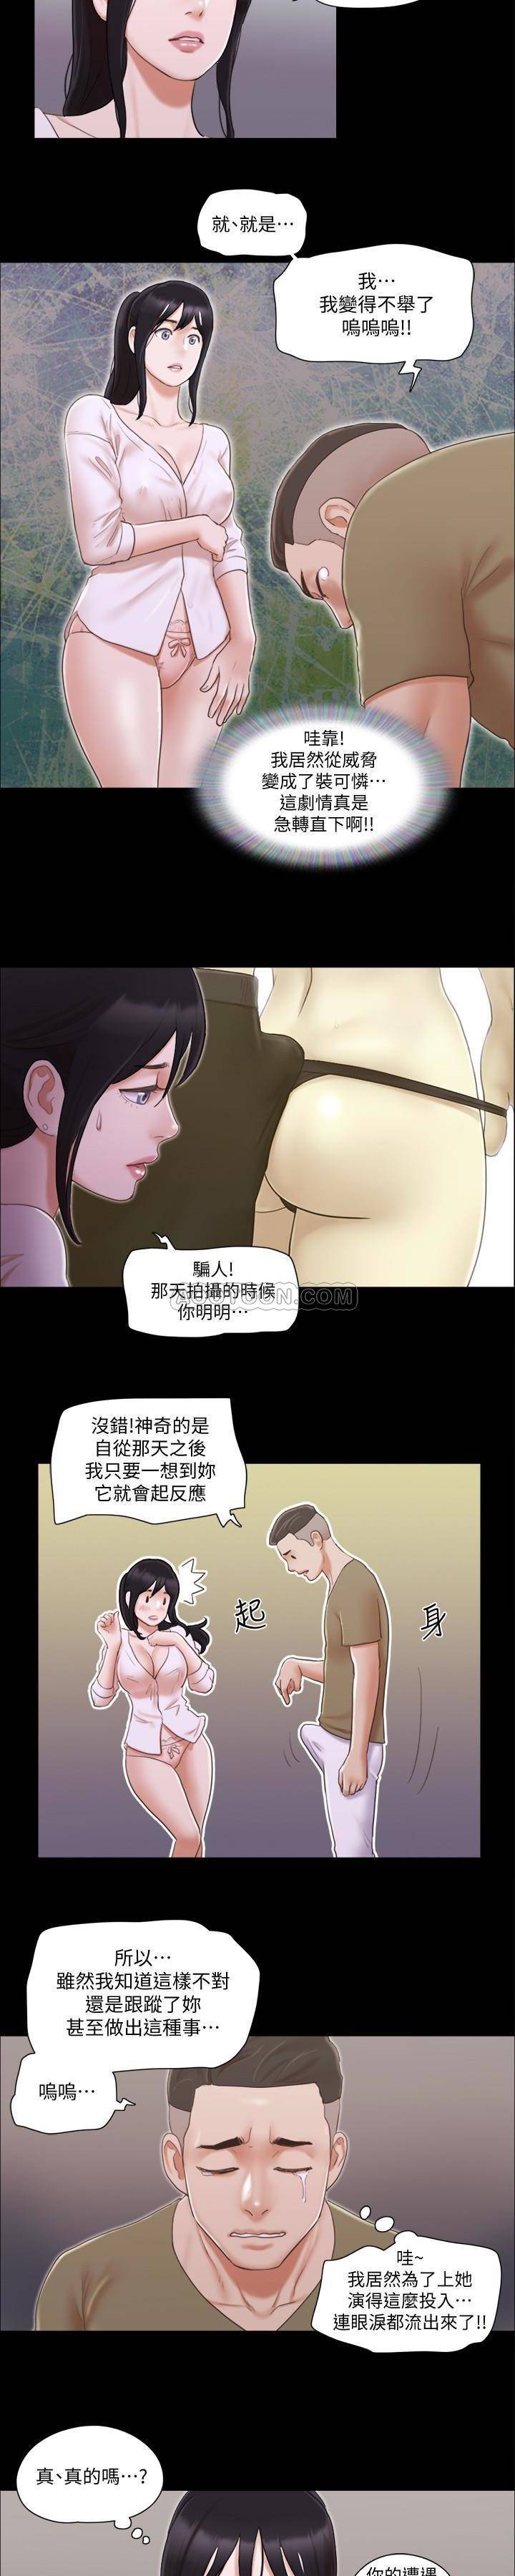 就、就是…
我…
我變得不舉了
嗚嗚嗚!!
哇靠!
我居然從威脅
變成了裝可憐…
這劇情真是
急轉直下啊!!
騙人!
那天拍攝的時候
你明明…
沒錯!神奇的是
自從那天之後
我只要一想到妳
它就會起反應
起
身
所以…
雖然我知道這樣不對
還是跟蹤了妳
甚至做出這種事…
嗚嗚…
哇~
我居然為了上她
演得這麼投入…
連眼淚都流出來了!!
真、真的嗎…?
你的遭遇